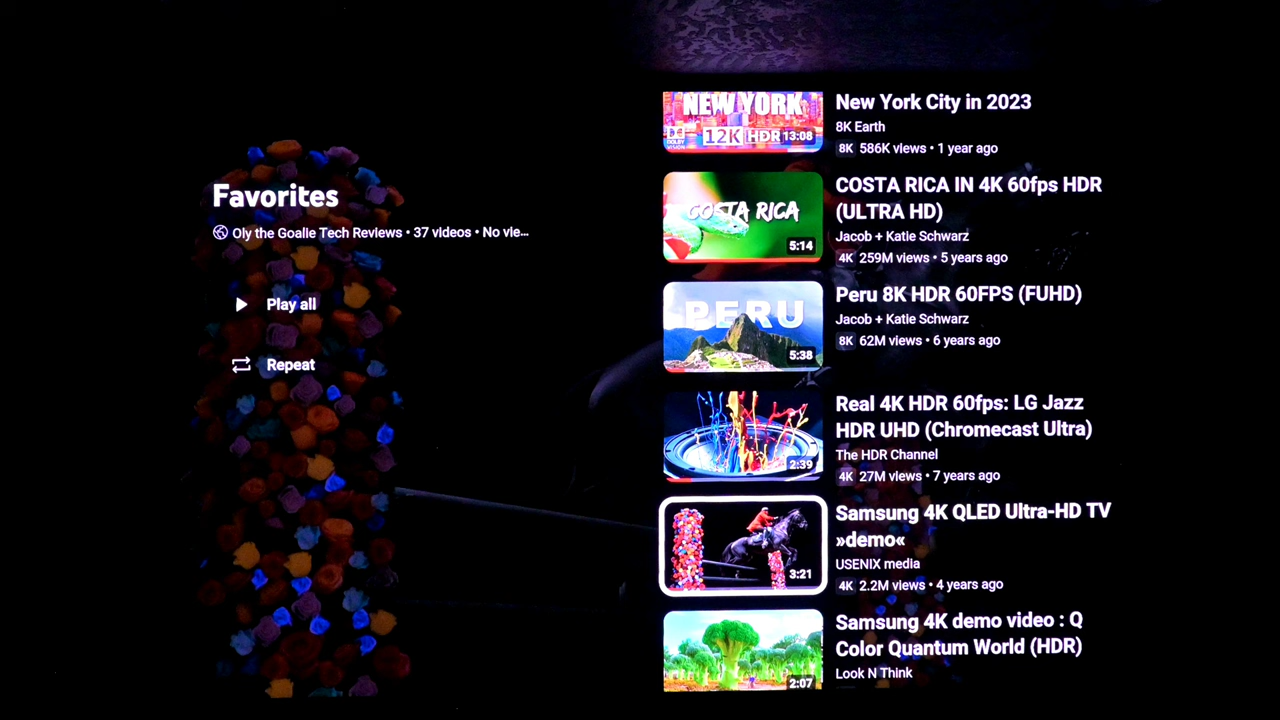 Favorites
Oly the Goalie Tech Reviews • 37 videos • No vie...
Play all
Repeat
NEW YORK
DOLBY
VISION
12K HDR 13:08
New York City in 2023
8K Earth
8K 586K views • 1 year ago
COSTA RICA
5:14
COSTA RICA IN 4K 60fps HDR
(ULTRA HD)
Jacob + Katie Schwarz
4K 259M views • 5 years ago
PERU
5:38
Peru 8K HDR 60FPS (FUHD)
Jacob + Katie Schwarz
8K 62M views • 6 years ago
2:39
Real 4K HDR 60fps: LG Jazz
HDR UHD (Chromecast Ultra)
The HDR Channel
4K 27M views • 7 years ago
3:21
Samsung 4K QLED Ultra-HD TV
»demo«
USENIX media
4K 2.2M views • 4 years ago
2:07
Samsung 4K demo video : Q
Color Quantum World (HDR)
Look N Think